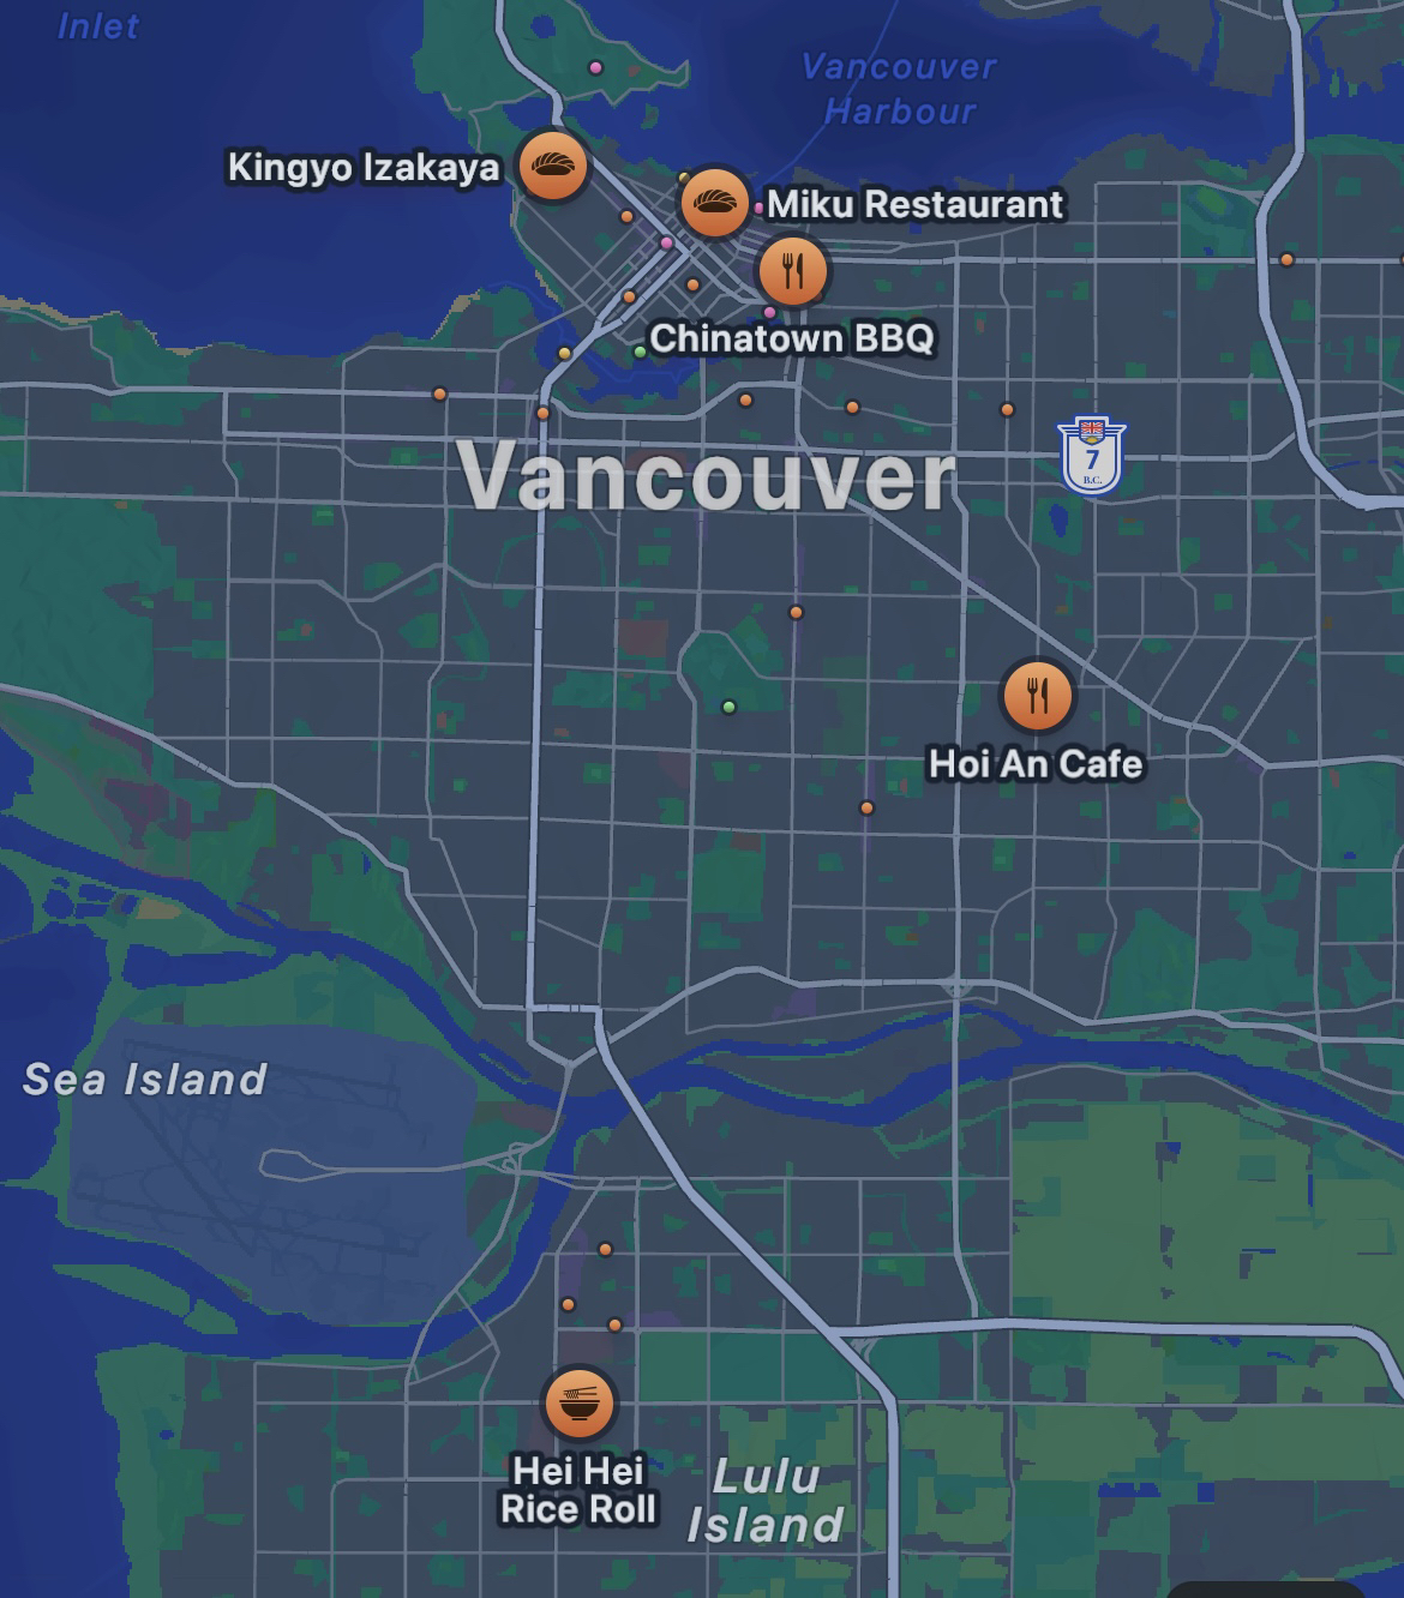 Inlet
Vancouver
Harbour
Kingyo Izakaya
Miku Restaurant
Chinatown BBQ
Vancouver
7
B.C.
Hoi An Cafe
Sea Island
Hei Hei
Rice Roll
Lulu
Island